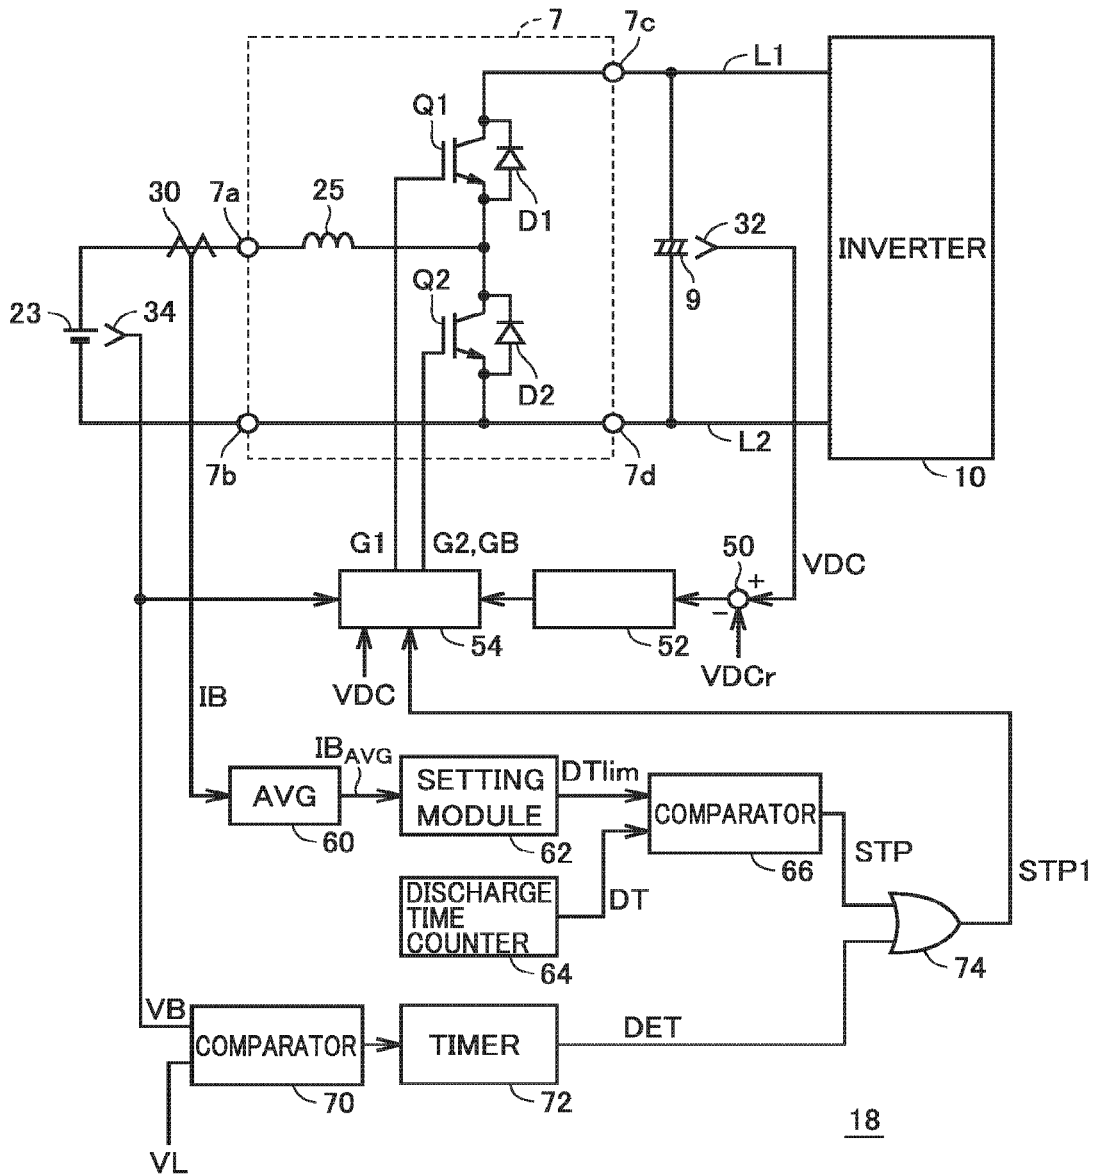 7
7c
L1
Q1
30
7a
25
D1
32
INVERTER
Q2
9
23
34
D2
7b
7d
L2
10
G1
G2,GB
50
VDC
+
−
54
52
VDCr
VDC
IB
IBAVG
AVG
SETTING
MODULE
DTlim
COMPARATOR
60
62
66
STP
STP1
DISCHARGE
TIME
COUNTER
DT
64
74
VB
COMPARATOR
TIMER
DET
70
72
VL
18